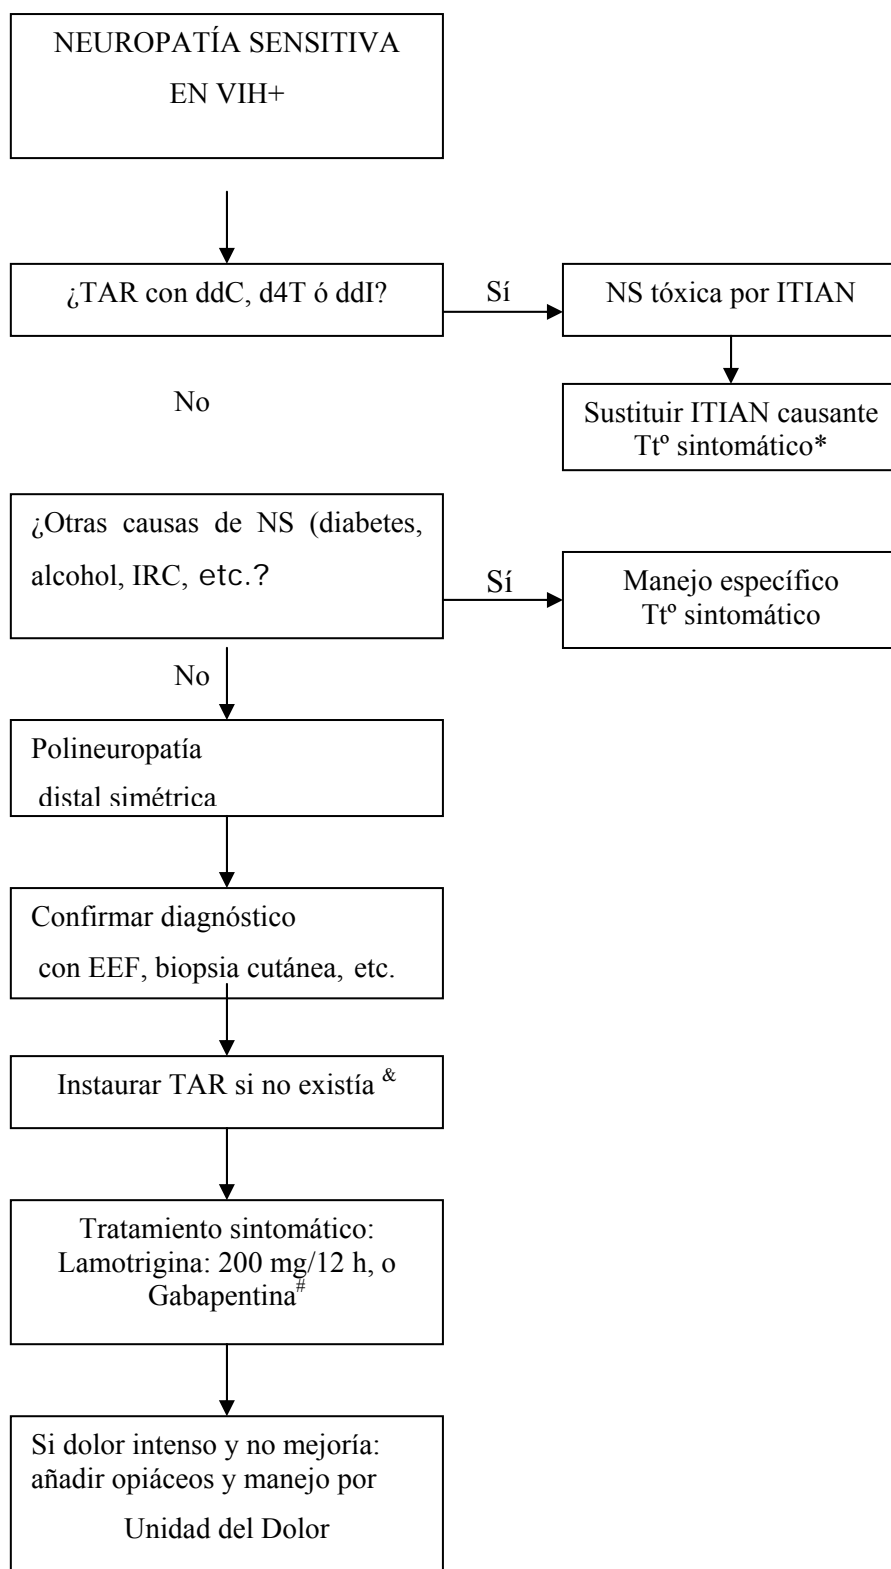 NEUROPATÍA SENSITIVA
EN VIH+
¿TAR con ddC, d4T ó ddI?
Sí
NS tóxica por ITIAN
No
Sustituir ITIAN causante
Ttº sintomático*
¿Otras causas de NS (diabetes,
alcohol, IRC, etc.?
Sí
Manejo específico
Ttº sintomático
No
Polineuropatía
distal simétrica
Confirmar diagnóstico
con EEF, biopsia cutánea, etc.
Instaurar TAR si no existía &
Tratamiento sintomático:
Lamotrigina: 200 mg/12 h, o
Gabapentina#
Si dolor intenso y no mejoría:
añadir opiáceos y manejo por
Unidad del Dolor